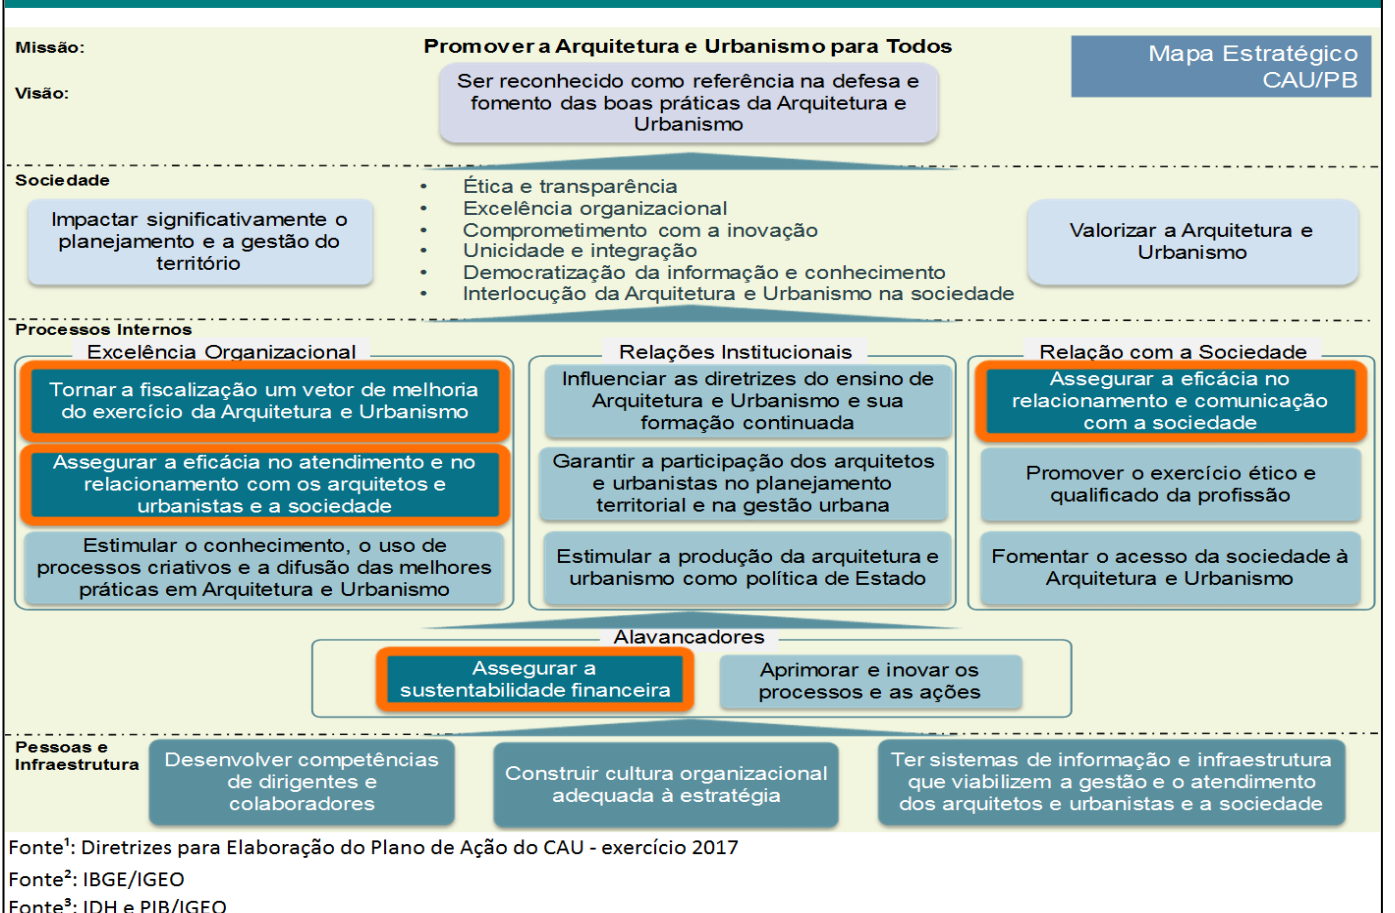 Missão:
Promover a Arquitetura e Urbanismo para Todos
Mapa Estratégico
CAU/PB
Visão:
Ser reconhecido como referência na defesa e
fomento das boas práticas da Arquitetura e
Urbanismo
Sociedade
Impactar significativamente o
planejamento e a gestão do
território
• Ética e transparência
• Excelência organizacional
• Comprometimento com a inovação
• Unicidade e integração
• Democratização da informação e conhecimento
• Interlocução da Arquitetura e Urbanismo na sociedade
Valorizar a Arquitetura e
Urbanismo
Processos Internos
Excelência Organizacional
Tornar a fiscalização um vetor de melhoria
do exercício da Arquitetura e Urbanismo
Assegurar a eficácia no atendimento e no
relacionamento com os arquitetos e
urbanistas e a sociedade
Estimular o conhecimento, o uso de
processos criativos e a difusão das melhores
práticas em Arquitetura e Urbanismo
Relações Institucionais
Influenciar as diretrizes do ensino de
Arquitetura e Urbanismo e sua
formação continuada
Garantir a participação dos arquitetos
e urbanistas no planejamento
territorial e na gestão urbana
Estimular a produção da arquitetura e
urbanismo como política de Estado
Relação com a Sociedade
Assegurar a eficácia no
relacionamento e comunicação
com a sociedade
Promover o exercício ético e
qualificado da profissão
Fomentar o acesso da sociedade à
Arquitetura e Urbanismo
Alavancadores
Assegurar a
sustentabilidade financeira
Aprimorar e inovar os
processos e as ações
Pessoas e
Infraestrutura
Desenvolver competências
de dirigentes e
colaboradores
Construir cultura organizacional
adequada à estratégia
Ter sistemas de informação e infraestrutura
que viabilizem a gestão e o atendimento
dos arquitetos e urbanistas e a sociedade
Fonte¹: Diretrizes para Elaboração do Plano de Ação do CAU - exercício 2017
Fonte²: IBGE/IGEO
Fonte³: IDH e PIB/IGEO